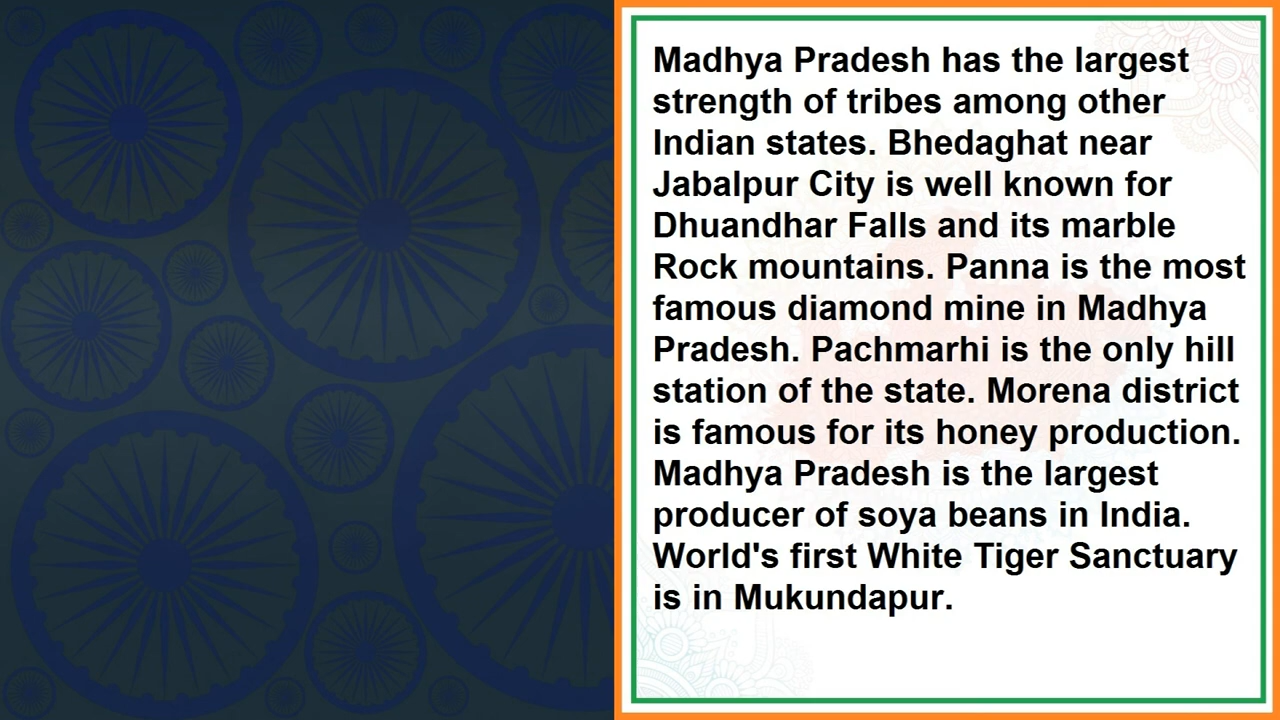 Madhya Pradesh has the largest
strength of tribes among other
Indian states. Bhedaghat near
Jabalpur City is well known for
Dhuandhar Falls and its marble
Rock mountains. Panna is the most
famous diamond mine in Madhya
Pradesh. Pachmarhi is the only hill
station of the state. Morena district
is famous for its honey production.
Madhya Pradesh is the largest
producer of soya beans in India.
World's first White Tiger Sanctuary
is in Mukundapur.